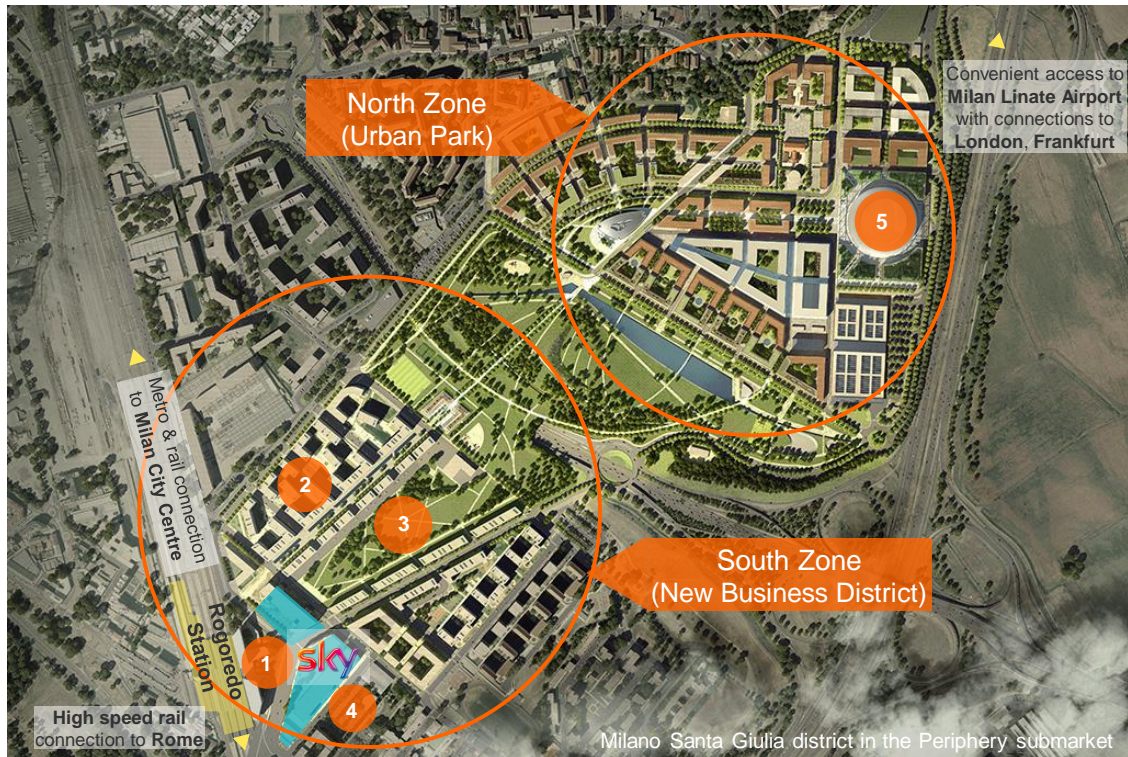 North Zone
(Urban Park)
Convenient access to
Milan Linate Airport
with connections to
London, Frankfurt
5
Metro & rail connection
to Milan City Centre
2
3
South Zone
(New Business District)
Rogoredo
Station
1
sky
4
High speed rail
connection to Rome
Milano Santa Giulia district in the Periphery submarket